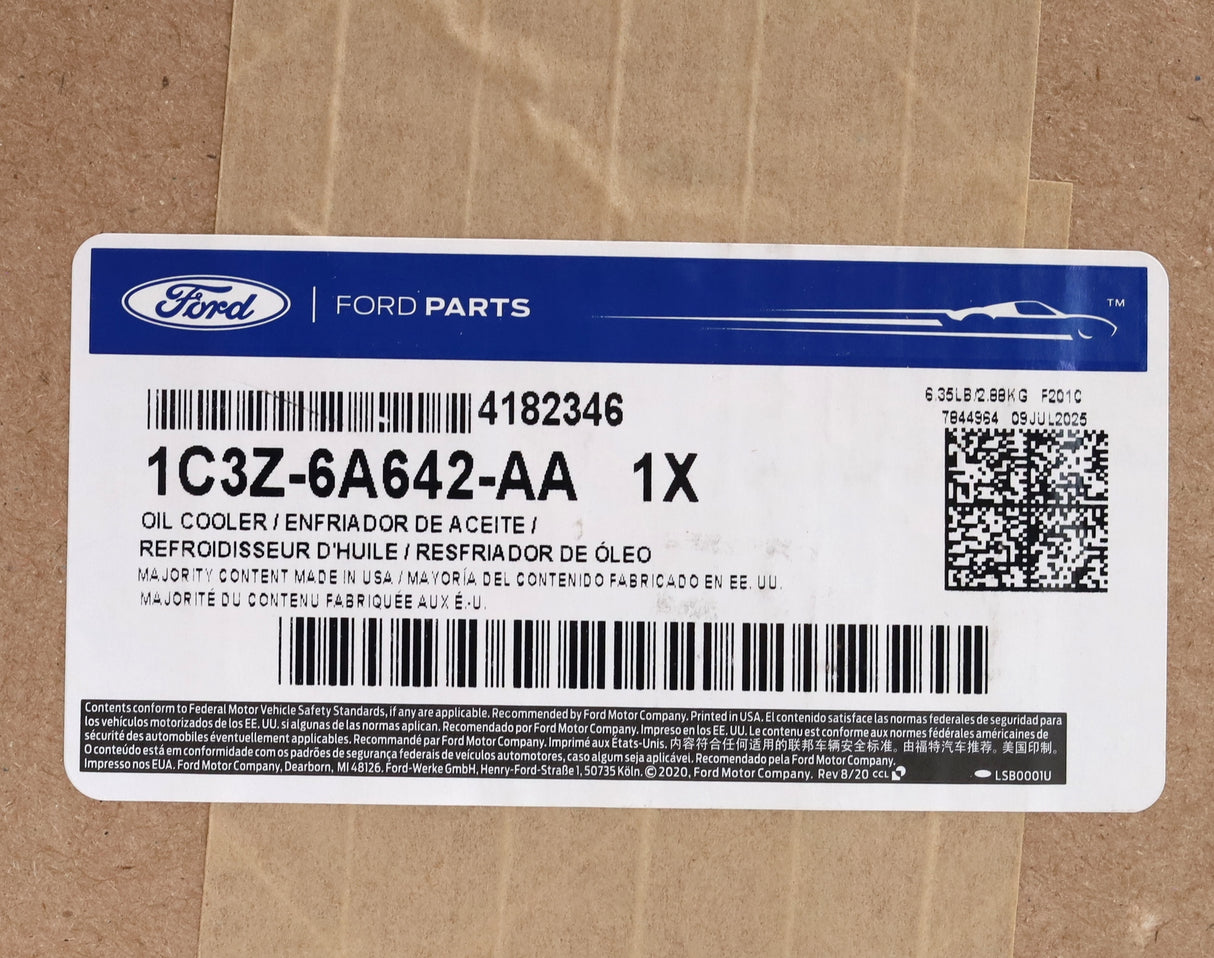 Ford | FORD PARTS
TM
4182346
6.35LB/2.88KG F201C
7844964 09JUL2025
1C3Z-6A642-AA 1X
OIL COOLER / ENFRIADOR DE ACEITE /
REFROIDISSEUR D'HUILE / RESFRIADOR DE ÓLEO
MAJORITY CONTENT MADE IN USA / MAYORÍA DEL CONTENIDO FABRICADO EN EE. UU.
MAJORITÉ DU CONTENU FABRIQUÉE AUX É.-U.
Contents conform to Federal Motor Vehicle Safety Standards, if any are applicable. Recommended by Ford Motor Company. Printed in USA. El contenido satisface las normas federales de seguridad para
los vehículos motorizados de los EE. UU. si algunas de las normas aplican. Recomendado por Ford Motor Company. Impreso en los EE. UU. Le contenu est conforme aux normes fédérales américaines de
sécurité des automobiles éventuellement applicables. Recommandé par Ford Motor Company. Imprimé aux États-Unis. 内容符合任何适用的联邦车辆安全标准。由福特汽车推荐。美国印制。
O conteúdo está em conformidade com os padrões de segurança federais de veículos automotores, caso algum seja aplicável. Recomendado pela Ford Motor Company.
Impresso nos EUA. Ford Motor Company, Dearborn, MI 48126. Ford-Werke GmbH, Henry-Ford-Straße 1, 50735 Köln. © 2020, Ford Motor Company. Rev 8/20 CCL LSB0001U